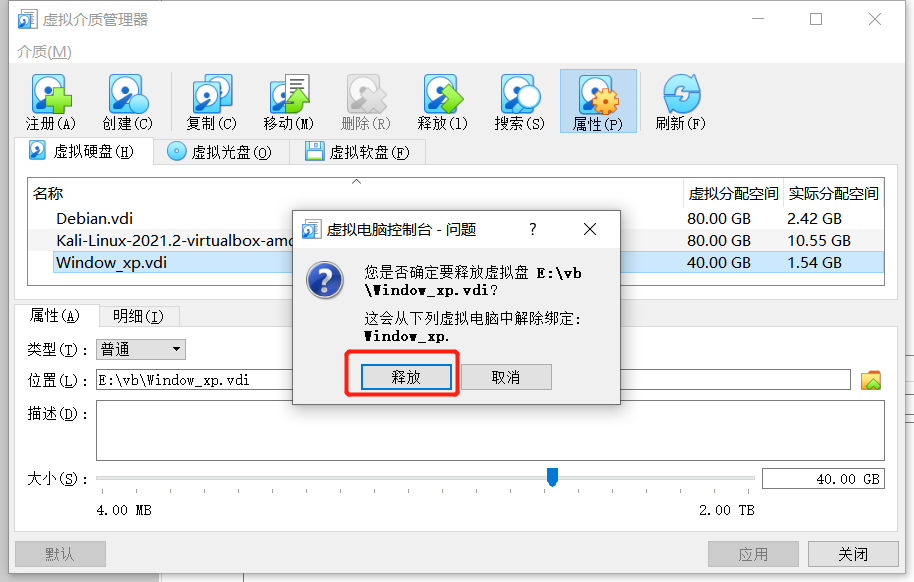 虚拟介质管理器
介质(M)
注册(A) 创建(C) 复制(C) 移动(M) 删除(R) 释放(l) 搜索(S) 属性(P) 刷新(F)
虚拟硬盘(H) 虚拟光盘(O) 虚拟软盘(F)
名称 虚拟分配空间 实际分配空间
Debian.vdi 80.00 GB 2.42 GB
Kali-Linux-2021.2-virtualbox-amd 80.00 GB 10.55 GB
Window_xp.vdi 40.00 GB 1.54 GB
虚拟电脑控制台 - 问题 ?
您是否确定要释放虚拟盘 E:\vb
\Window_xp.vdi?
这会从下列虚拟电脑中解除绑定:
Window_xp.
释放 取消
属性(A) 明细(I)
类型(T): 普通
位置(L): E:\vb\Window_xp.vdi
描述(D):
大小(S): 40.00 GB
4.00 MB 2.00 TB
默认 应用 关闭